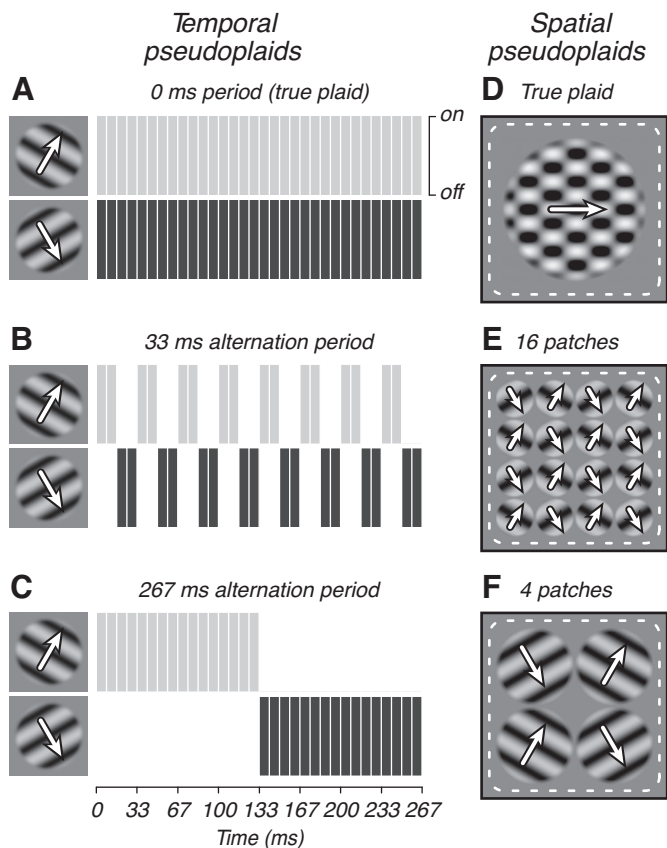 Temporal
pseudoplaids
Spatial
pseudoplaids
A
0 ms period (true plaid)
on
off
D
True plaid
B
33 ms alternation period
E
16 patches
C
267 ms alternation period
F
4 patches
0 33 67 100 133 167 200 233 267
Time (ms)